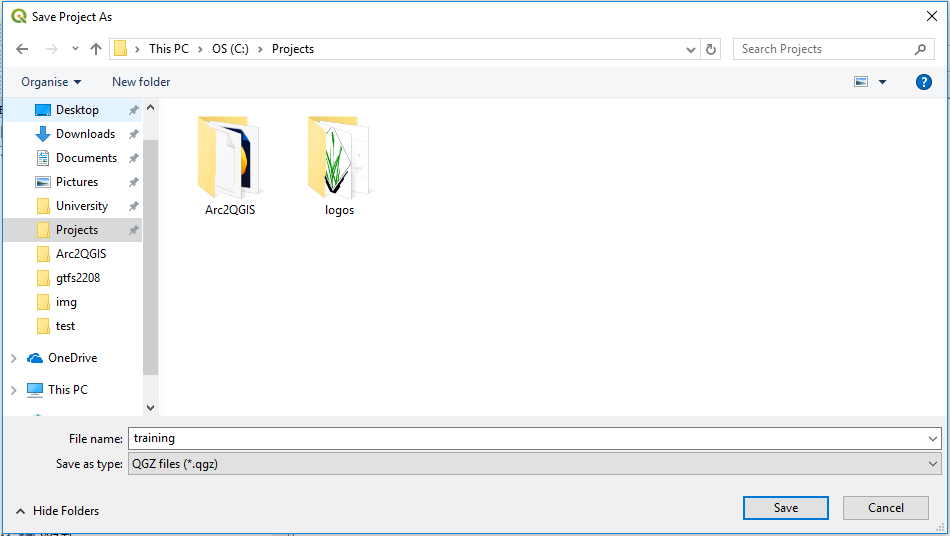 Save Project As
This PC OS (C:) Projects
Search Projects
Organise New folder
Desktop
Downloads
Documents
Pictures
University
Projects
Arc2QGIS
gtfs2208
img
test
OneDrive
This PC
Arc2QGIS logos
File name: training
Save as type: QGZ files (*.qgz)
Hide Folders
Save Cancel